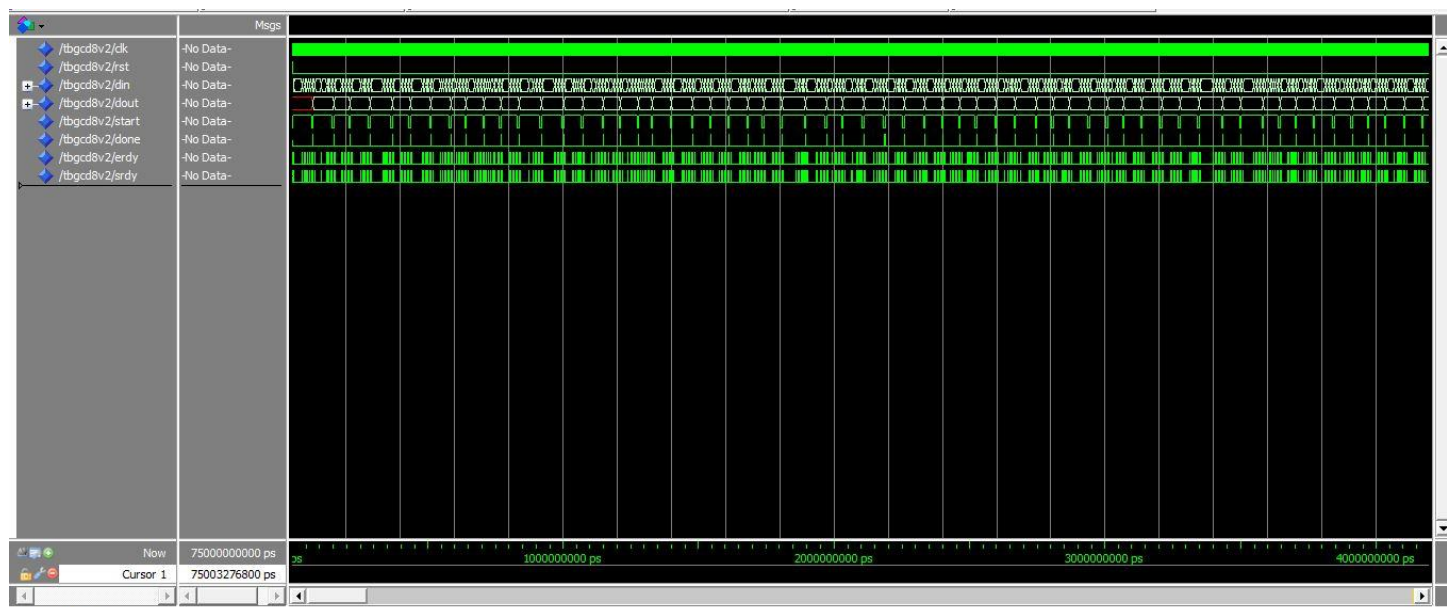 Msgs
/tbgcd8v2/clk -No Data-
/tbgcd8v2/rst -No Data-
/tbgcd8v2/din -No Data-
/tbgcd8v2/dout -No Data-
/tbgcd8v2/start -No Data-
/tbgcd8v2/done -No Data-
/tbgcd8v2/erdy -No Data-
/tbgcd8v2/srdy -No Data-
Now 75000000000 ps
ps 1000000000 ps 2000000000 ps 3000000000 ps 4000000000 ps
Cursor 1 75003276800 ps